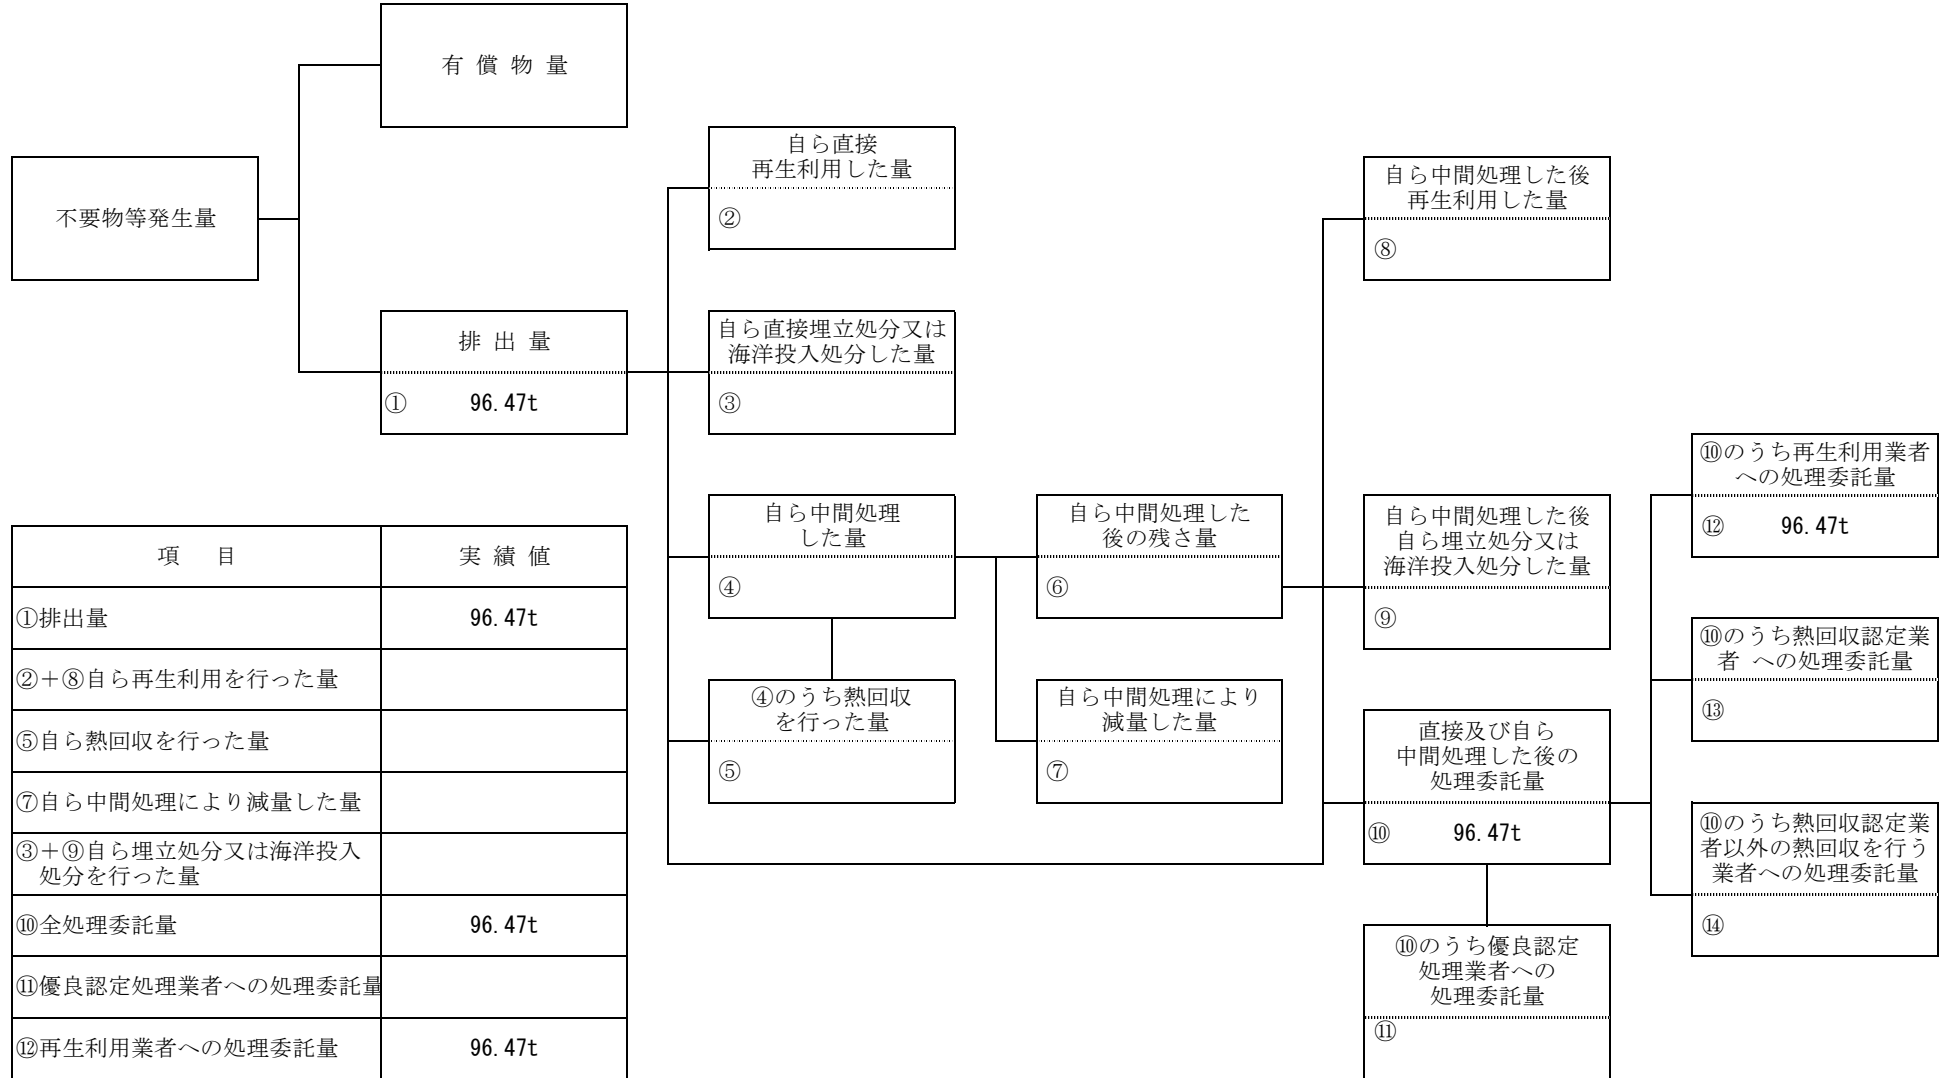 有 償 物 量
不要物等発生量
排 出 量
① 96.47t
自ら直接
再生利用した量
②
自ら直接埋立処分又は
海洋投入処分した量
③
自ら中間処理
した量
④
④のうち熱回収
を行った量
⑤
自ら中間処理した
後の残さ量
⑥
自ら中間処理により
減量した量
⑦
自ら中間処理した後
再生利用した量
⑧
自ら中間処理した後
自ら埋立処分又は
海洋投入処分した量
⑨
直接及び自ら
中間処理した後の
処理委託量
⑩ 96.47t
⑩のうち優良認定
処理業者への
処理委託量
⑪
⑩のうち再生利用業者
への処理委託量
⑫ 96.47t
⑩のうち熱回収認定業
者 への処理委託量
⑬
⑩のうち熱回収認定業
者以外の熱回収を行う
業者への処理委託量
⑭
項 目 実 績 値
①排出量 96.47t
②＋⑧自ら再生利用を行った量
⑤自ら熱回収を行った量
⑦自ら中間処理により減量した量
③＋⑨自ら埋立処分又は海洋投入
処分を行った量
⑩全処理委託量 96.47t
⑪優良認定処理業者への処理委託量
⑫再生利用業者への処理委託量 96.47t